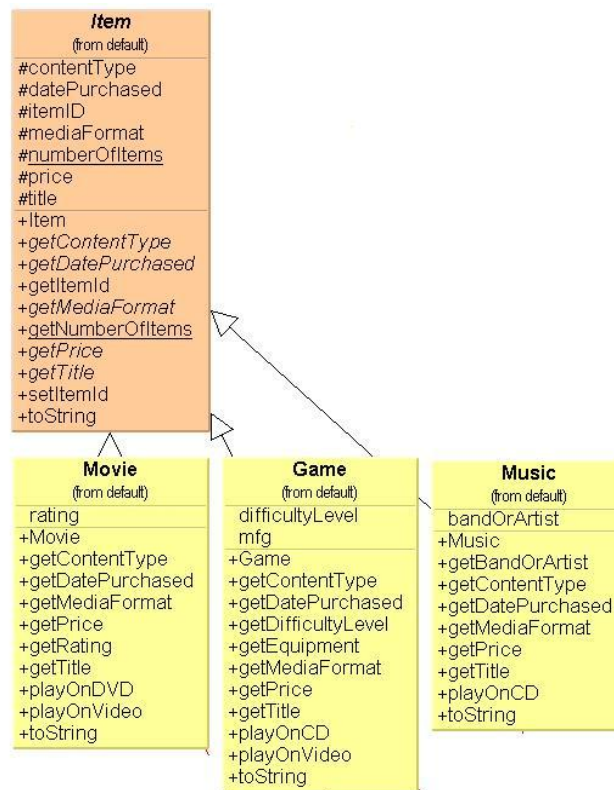 Item
(from default)
#contentType
#datePurchased
#itemID
#mediaFormat
#numberOfItems
#price
#title
+Item
+getContentType
+getDatePurchased
+getItemId
+getMediaFormat
+getNumberOfItems
+getPrice
+getTitle
+setItemId
+toString
Movie
(from default)
rating
+Movie
+getContentType
+getDatePurchased
+getMediaFormat
+getPrice
+getRating
+getTitle
+playOnDVD
+playOnVideo
+toString
Game
(from default)
difficultyLevel
mfg
+Game
+getContentType
+getDatePurchased
+getDifficultyLevel
+getEquipment
+getMediaFormat
+getPrice
+getTitle
+playOnCD
+playOnVideo
+toString
Music
(from default)
bandOrArtist
+Music
+getBandOrArtist
+getContentType
+getDatePurchased
+getMediaFormat
+getPrice
+getTitle
+playOnCD
+toString